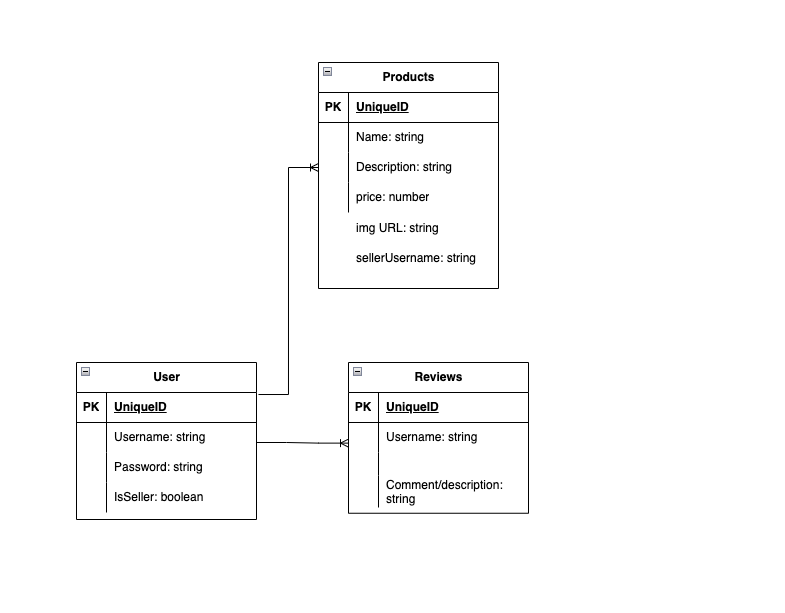 Products
PK UniqueID
Name: string
Description: string
price: number
img URL: string
sellerUsername: string
User
PK UniqueID
Username: string
Password: string
IsSeller: boolean
Reviews
PK UniqueID
Username: string
Comment/description:
string